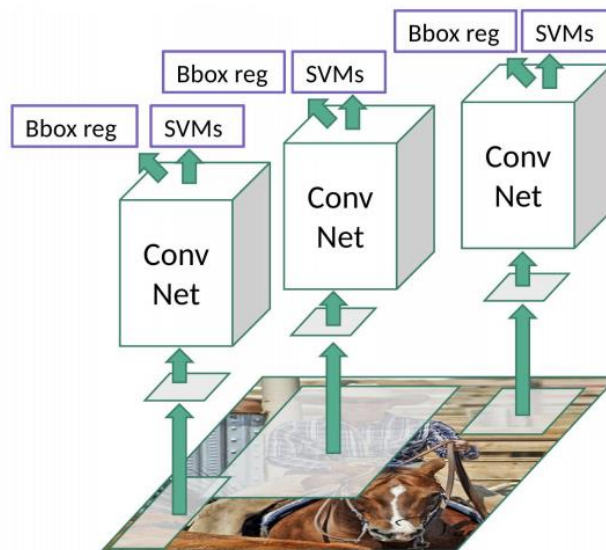 Bbox reg SVMs
Bbox reg SVMs
Bbox reg SVMs
Conv
Net
Conv
Net
Conv
Net